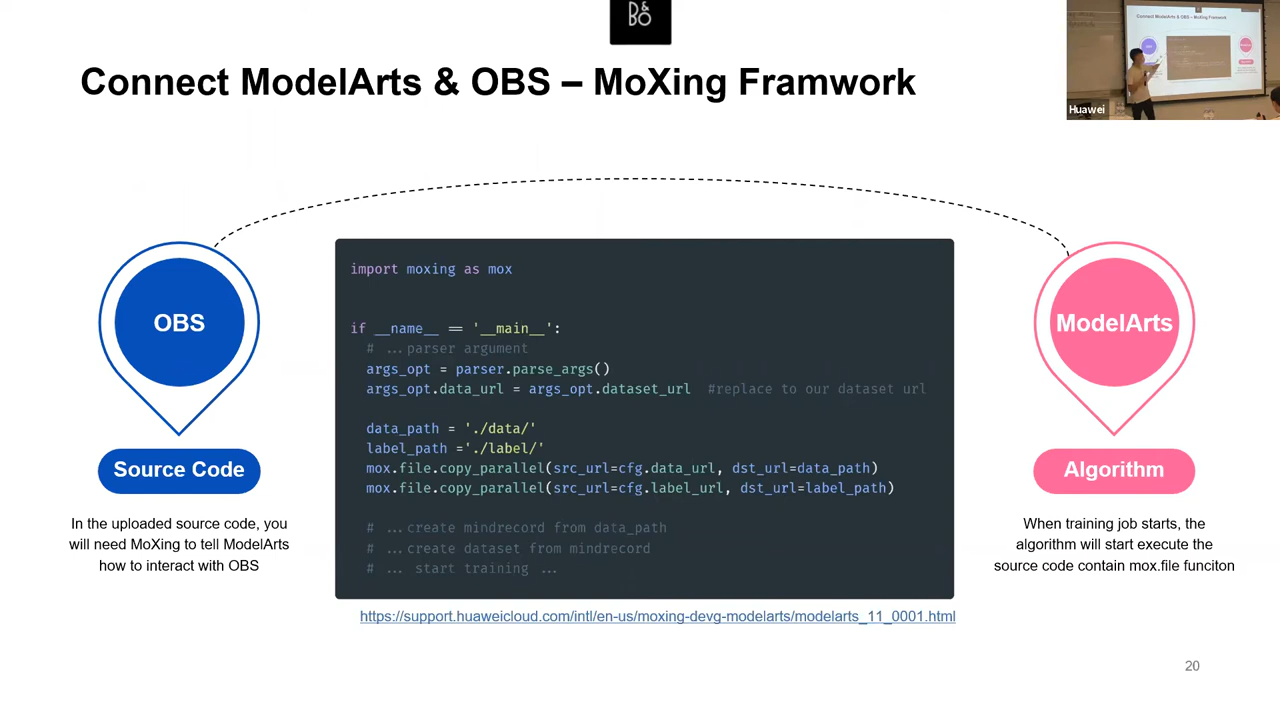 B&O
Connect ModelArts & OBS – MoXing Framwork
Huawei
OBS
Source Code
In the uploaded source code, you
will need MoXing to tell ModelArts
how to interact with OBS
import moxing as mox
if __name__ == '__main__':
# ...parser argument
args_opt = parser.parse_args()
args_opt.data_url = args_opt.dataset_url #replace to our dataset url
data_path = './data/'
label_path ='./label/'
mox.file.copy_parallel(src_url=cfg.data_url, dst_url=data_path)
mox.file.copy_parallel(src_url=cfg.label_url, dst_url=label_path)
# ...create mindrecord from data_path
# ...create dataset from mindrecord
# ... start training ...
https://support.huaweicloud.com/intl/en-us/moxing-devg-modelarts/modelarts_11_0001.html
ModelArts
Algorithm
When training job starts, the
algorithm will start execute the
source code contain mox.file funciton
20
Connect ModelArts & OBS – MoXing Framwork